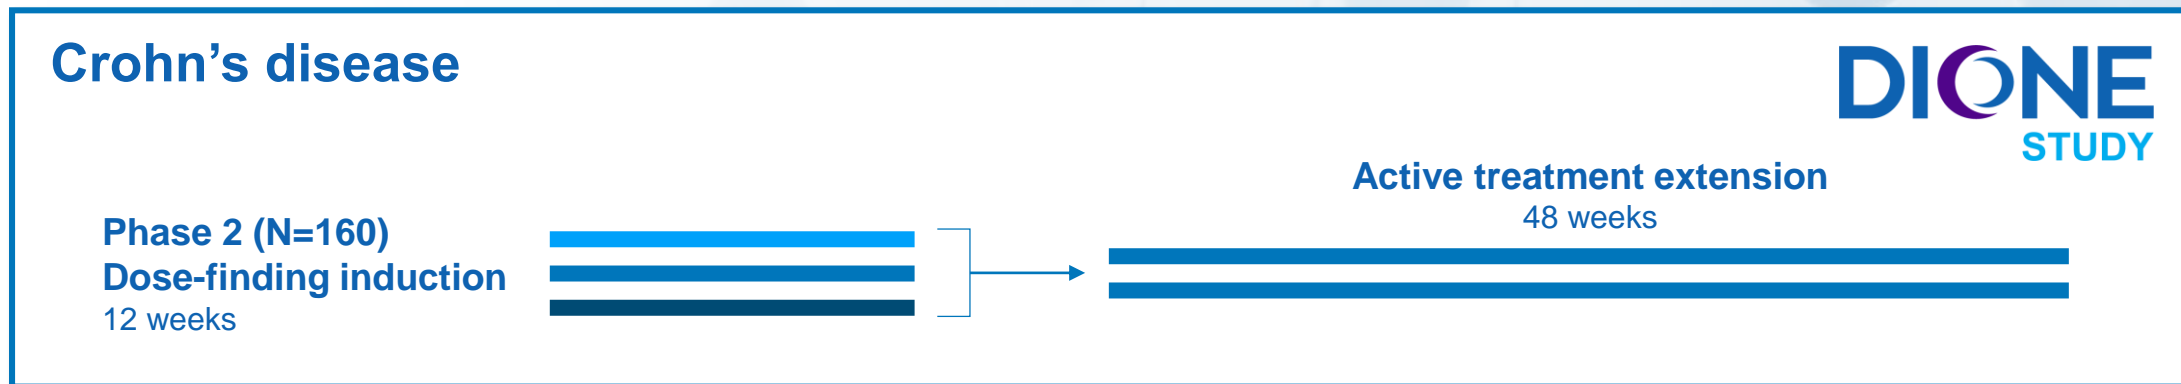 Crohn’s disease
DIONE
STUDY
Active treatment extension
48 weeks
Phase 2 (N=160)
Dose-finding induction
12 weeks